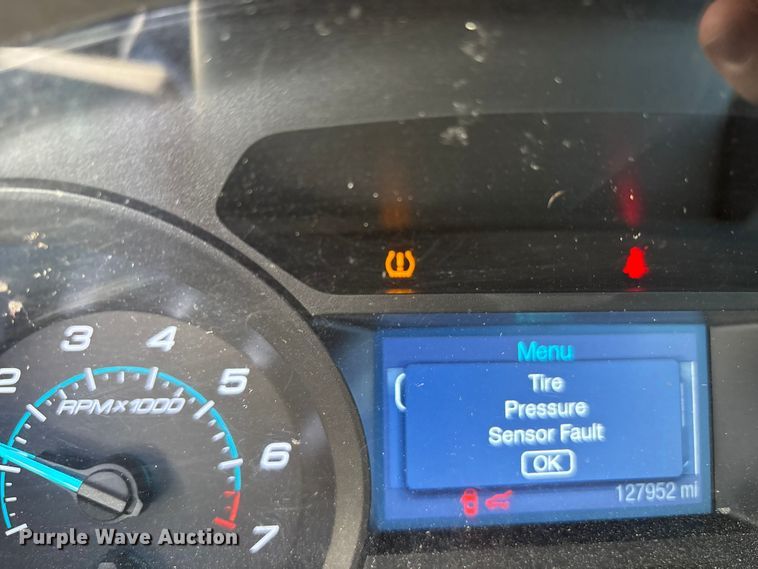 3
4
2
5
RPMX1000
6
7
Menu
Tire
Pressure
Sensor Fault
OK
127952 mi
Purple Wave Auction